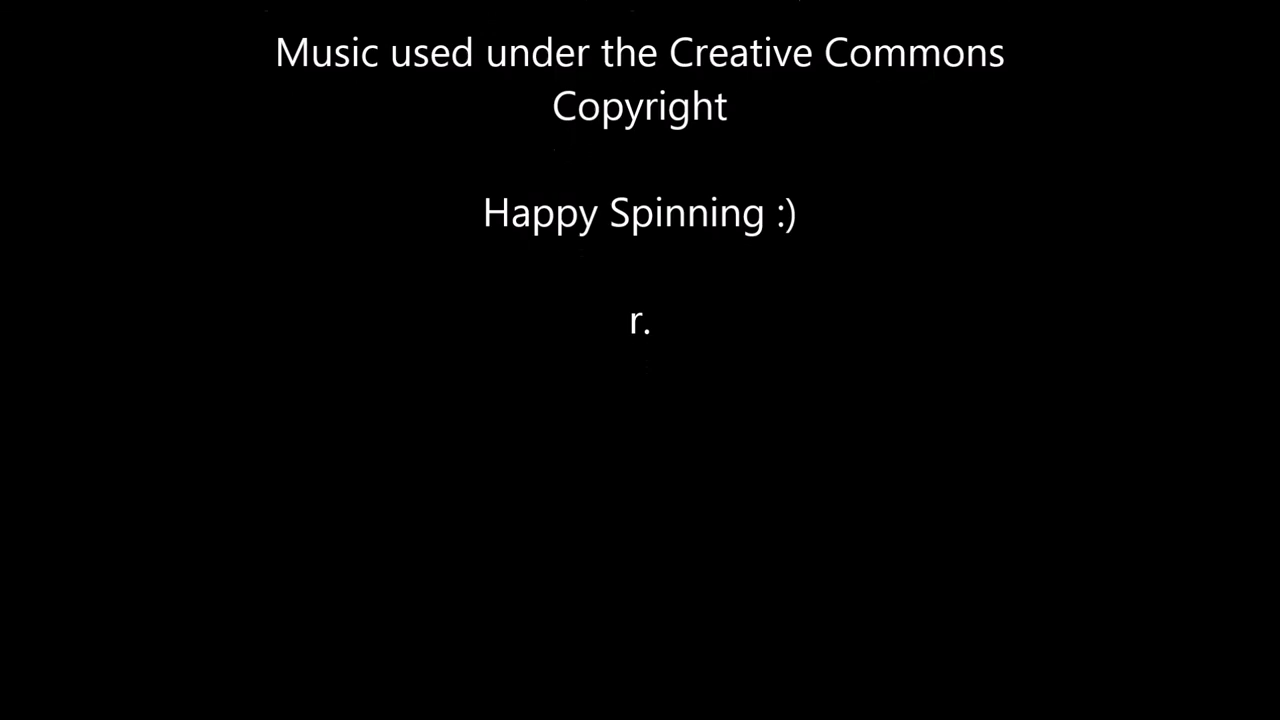 Music used under the Creative Commons
Copyright
Happy Spinning :)
r.